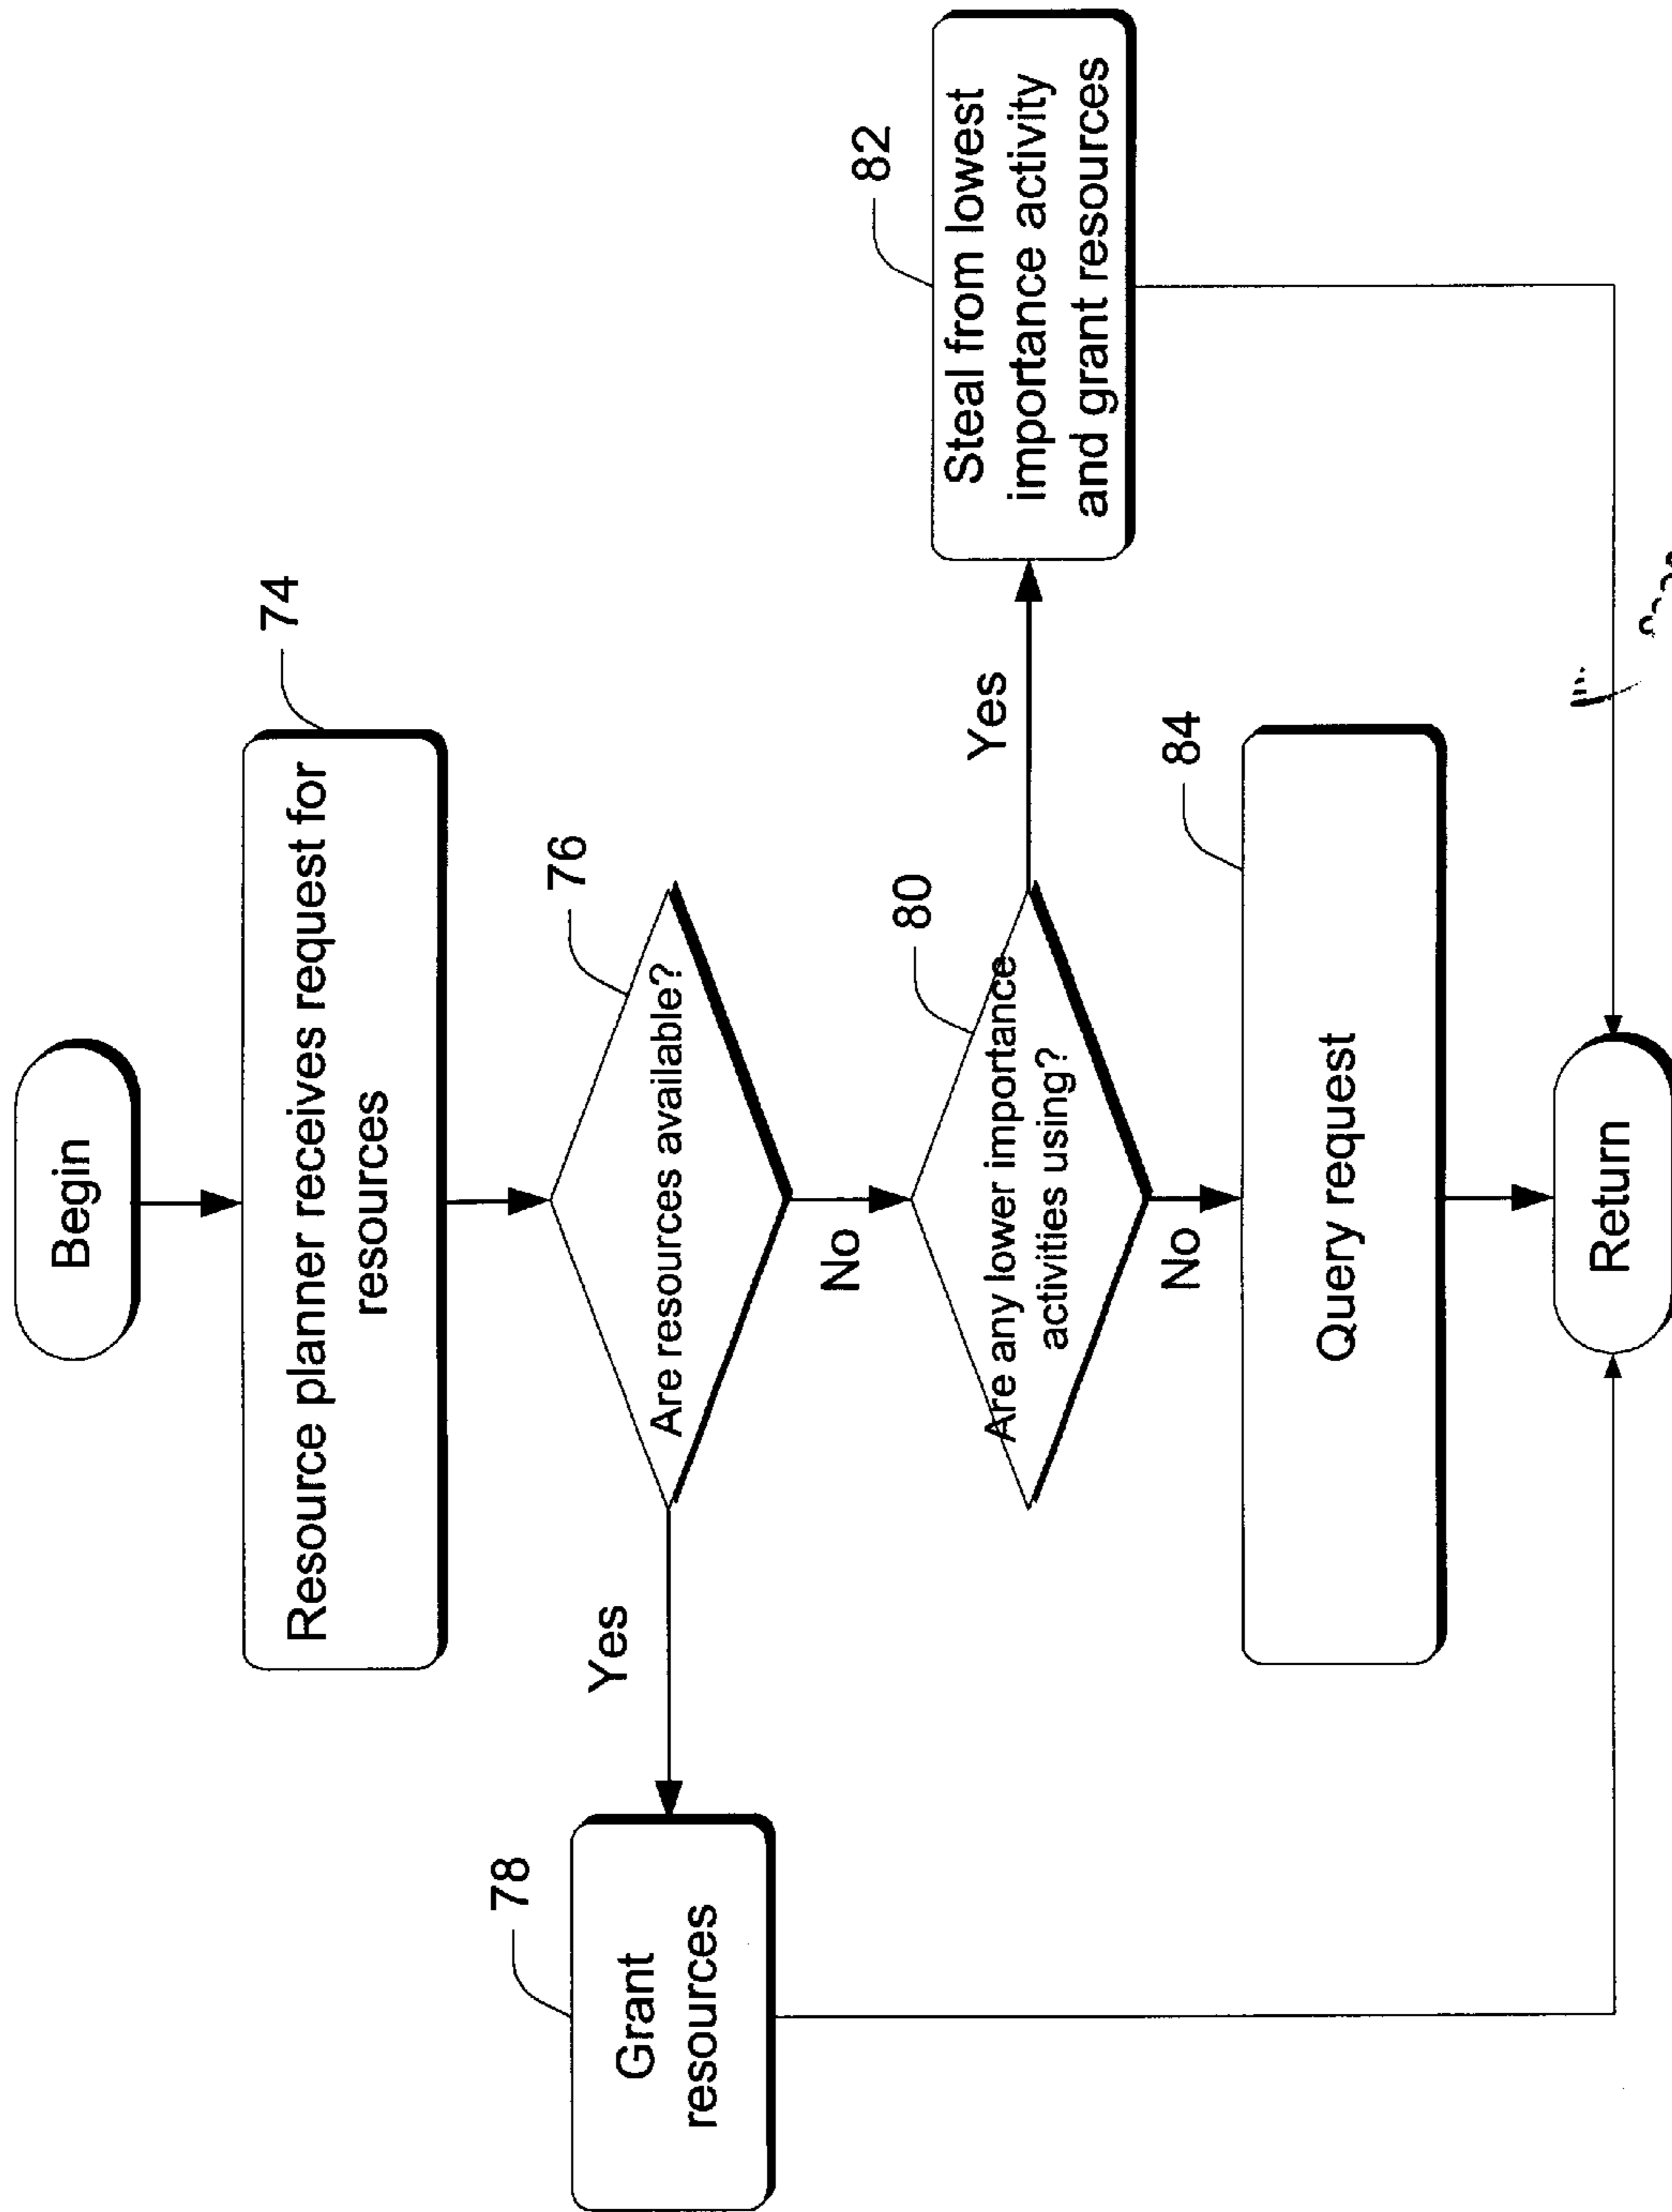 Begin
74
Resource planner receives request for
resources
76
Are resources available?
Yes
No
78
Grant
resources
80
Are any lower importance
activities using?
Yes
No
82
Steal from lowest
importance activity
and grant resources
84
Query request
Return